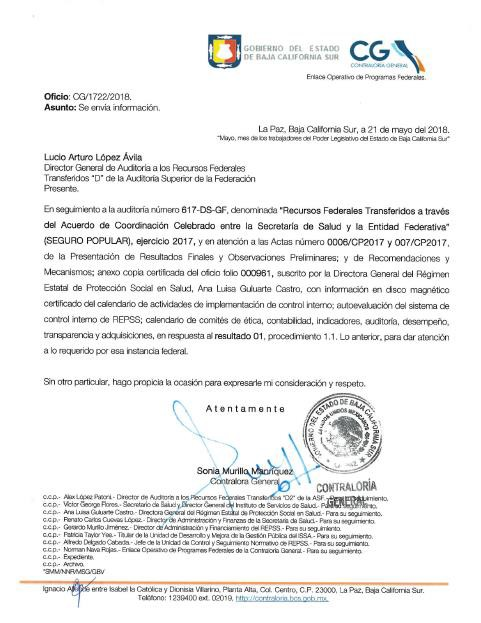 GOBIERNO DEL ESTADO
DE BAJA CALIFORNIA SUR
CG
CONTRALORÍA GENERAL
Enlace Operativo de Programas Federales.
Oficio: CG/1722/2018.
Asunto: Se envía información.
La Paz, Baja California Sur, a 21 de mayo del 2018.
"Mayo, mes de los trabajadores del Poder Legislativo del Estado de Baja California Sur"
Lucio Arturo López Ávila
Director General de Auditoría a los Recursos Federales
Transferidos "D" de la Auditoría Superior de la Federación
Presente.
En seguimiento a la auditoría número 617-DS-GF, denominada "Recursos Federales Transferidos a través
del Acuerdo de Coordinación Celebrado entre la Secretaría de Salud y la Entidad Federativa"
(SEGURO POPULAR), ejercicio 2017, y en atención a las Actas número 0006/CP2017 y 007/CP2017,
de la Presentación de Resultados Finales y Observaciones Preliminares; y de Recomendaciones y
Mecanismos; anexo copia certificada del oficio folio 000961, suscrito por la Directora General del Régimen
Estatal de Protección Social en Salud, Ana Luisa Guluarte Castro, con información en disco magnético
certificado del calendario de actividades de implementación de control interno; autoevaluación del sistema de
control interno de REPSS; calendario de comités de ética, contabilidad, indicadores, auditoría, desempeño,
transparencia y adquisiciones, en respuesta al resultado 01, procedimiento 1.1. Lo anterior, para dar atención
a lo requerido por esa instancia federal.
Sin otro particular, hago propicia la ocasión para expresarle mi consideración y respeto.
Atentamente
GOBIERNO DEL ESTADO DE BAJA CALIFORNIA SUR
ESTADOS UNIDOS MEXICANOS
LA PAZ
Sonia Murillo Manríquez
Contralora General
CONTRALORÍA
GENERAL
c.c.p.- Alex López Patoni.- Director de Auditoría a los Recursos Federales Transferidos "D2" de la ASF.- Para su seguimiento.
c.c.p.- Víctor George Flores.- Secretario de Salud y Director General del Instituto de Servicios de Salud.- Para su seguimiento.
c.c.p.- Ana Luisa Guluarte Castro.- Directora General del Régimen Estatal de Protección Social en Salud.- Para su seguimiento.
c.c.p.- Renato Carlos Cuevas López.- Director de Administración y Finanzas de la Secretaría de Salud.- Para su seguimiento.
c.c.p.- Gerardo Murillo Jiménez.- Director de Administración y Financiamiento del REPSS.- Para su seguimiento.
c.c.p.- Patricia Taylor Yee.- Titular de la Unidad de Desarrollo y Mejora de la Gestión Pública del ISSA.- Para su seguimiento.
c.c.p.- Alfredo Delgado Cabada.- Jefe de la Unidad de Control y Seguimiento Normativo de REPSS.- Para su seguimiento.
c.c.p.- Norman Nava Rojas.- Enlace Operativo de Programas Federales de la Contraloría General.- Para su seguimiento.
c.c.p.- Expediente.
c.c.p.- Archivo.
*SMM/NNR/MSG/GBV
Ignacio Allende entre Isabel la Católica y Dionisia Villarino, Planta Alta, Col. Centro, C.P. 23000, La Paz, Baja California Sur.
Teléfono: 1239400 ext. 02019, http://contraloria.bcs.gob.mx.